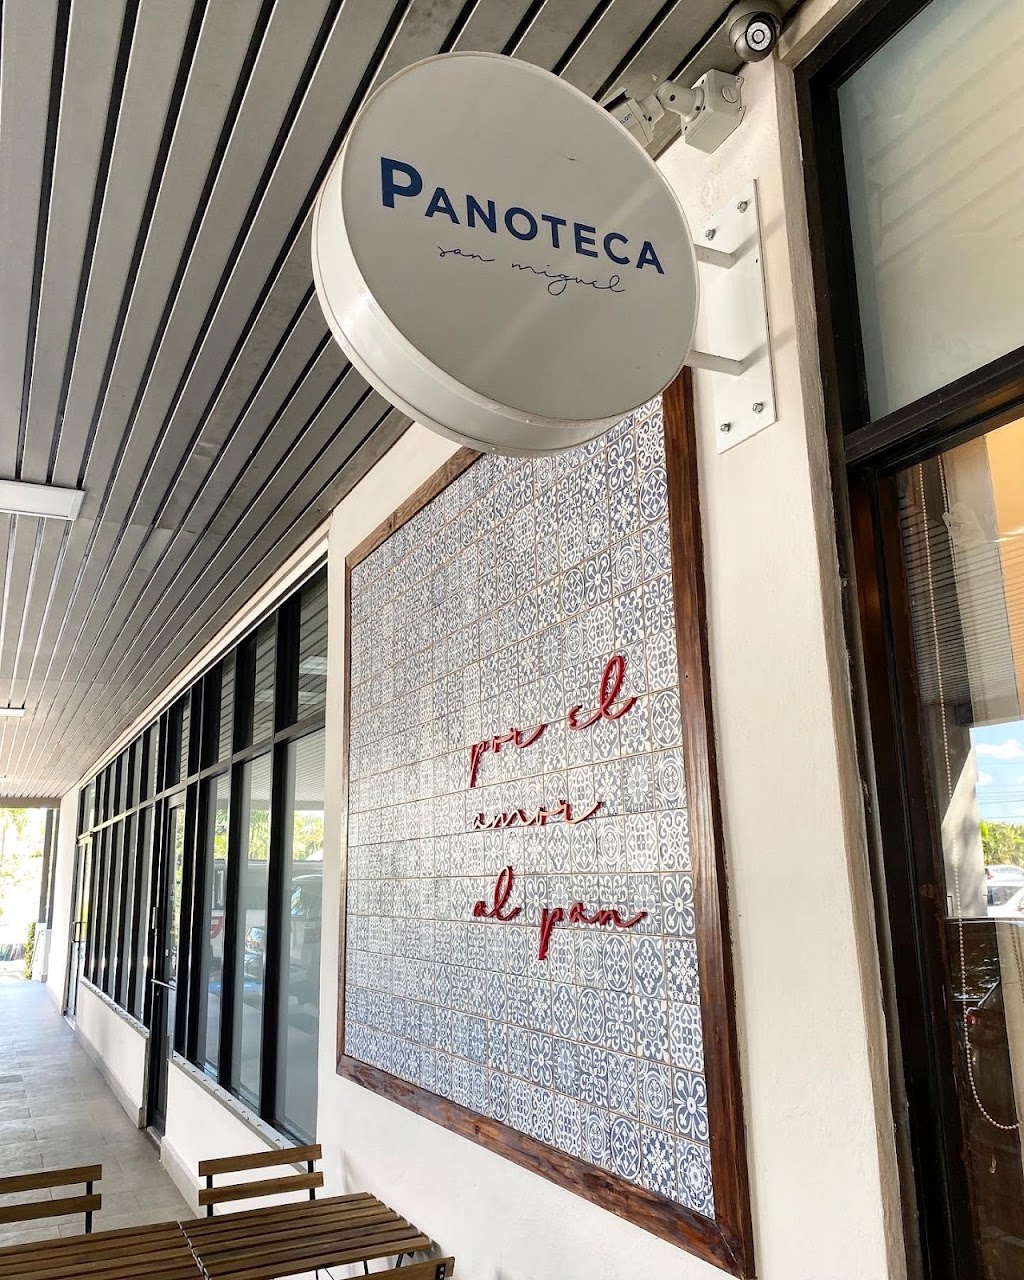 PANOTECA
san miguel
por el
amor
al pan